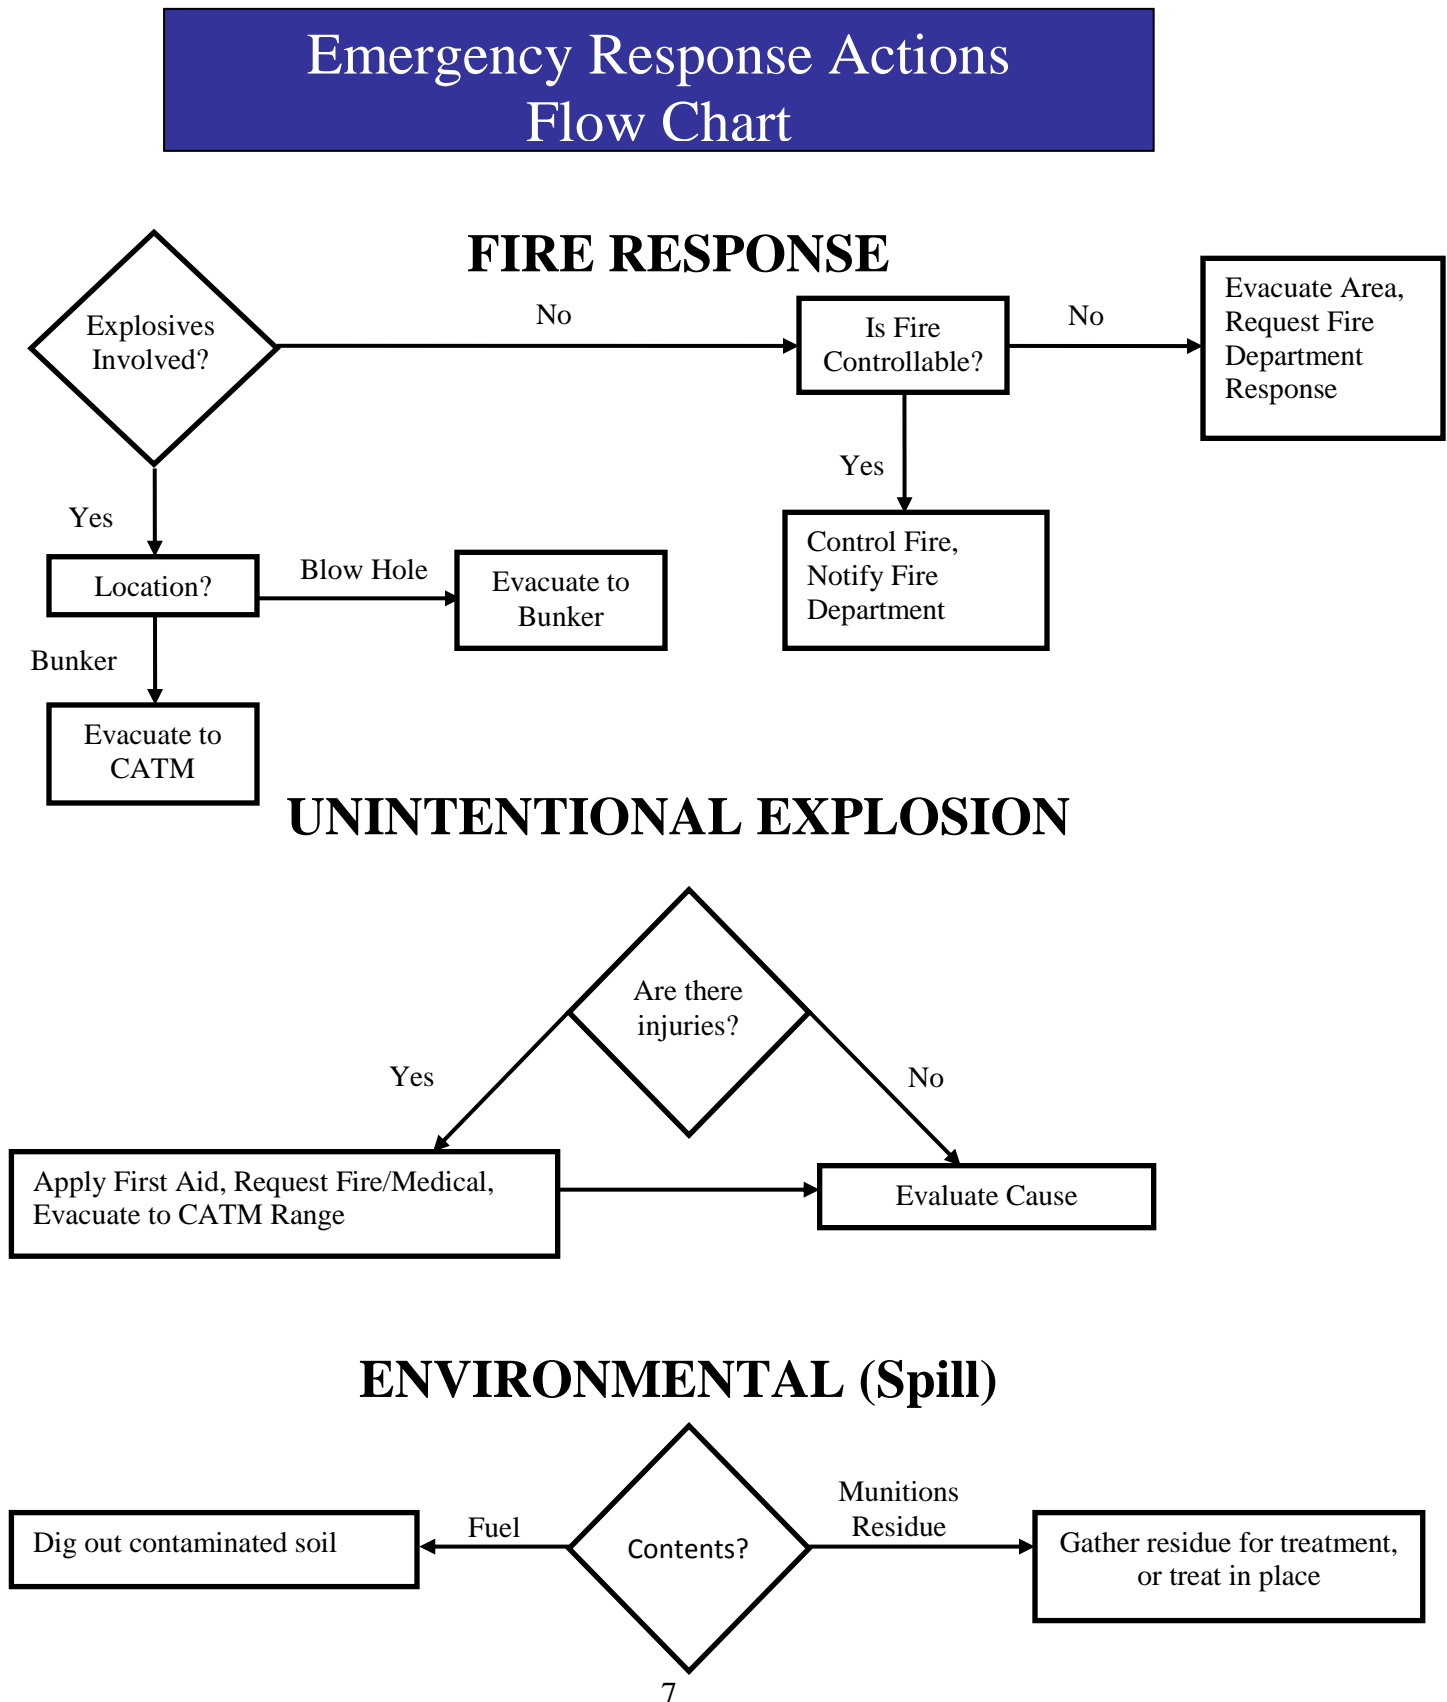 Emergency Response Actions
Flow Chart
FIRE RESPONSE
Explosives
Involved?
No
Is Fire
Controllable?
No
Evacuate Area,
Request Fire
Department
Response
Yes
Control Fire,
Notify Fire
Department
Yes
Location?
Blow Hole
Evacuate to
Bunker
Bunker
Evacuate to
CATM
UNINTENTIONAL EXPLOSION
Are there
injuries?
Yes
No
Apply First Aid, Request Fire/Medical,
Evacuate to CATM Range
Evaluate Cause
ENVIRONMENTAL (Spill)
Contents?
Fuel
Dig out contaminated soil
Munitions
Residue
Gather residue for treatment,
or treat in place
7